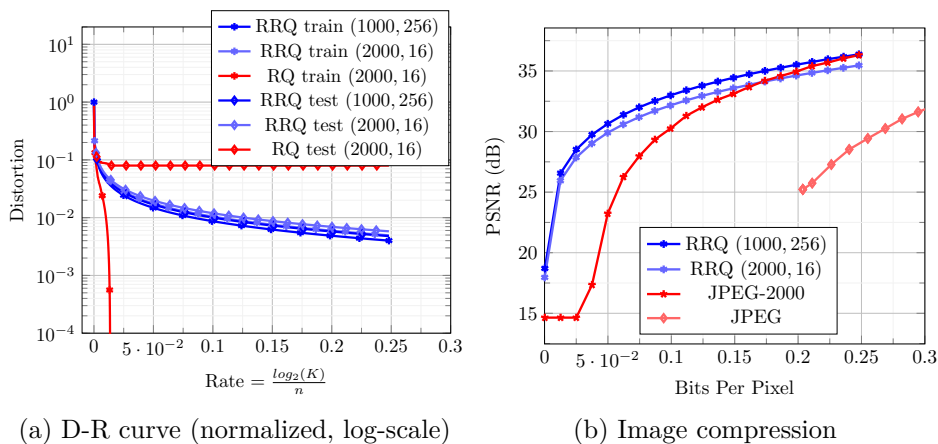 RRQ train (1000, 256)
RRQ train (2000, 16)
RQ train (2000, 16)
RRQ test (1000, 256)
RRQ test (2000, 16)
RQ test (2000, 16)
10^1
10^0
10^{-1}
10^{-2}
10^{-3}
10^{-4}
Distortion
0 5 · 10^{-2} 0.1 0.15 0.2 0.25 0.3
Rate = \frac{log_2(K)}{n}
(a) D-R curve (normalized, log-scale)
35
31
25
21
15
PSNR (dB)
RRQ (1000, 256)
RRQ (2000, 16)
JPEG-2000
JPEG
0 5 · 10^{-2} 0.1 0.15 0.2 0.25 0.3
Bits Per Pixel
(b) Image compression